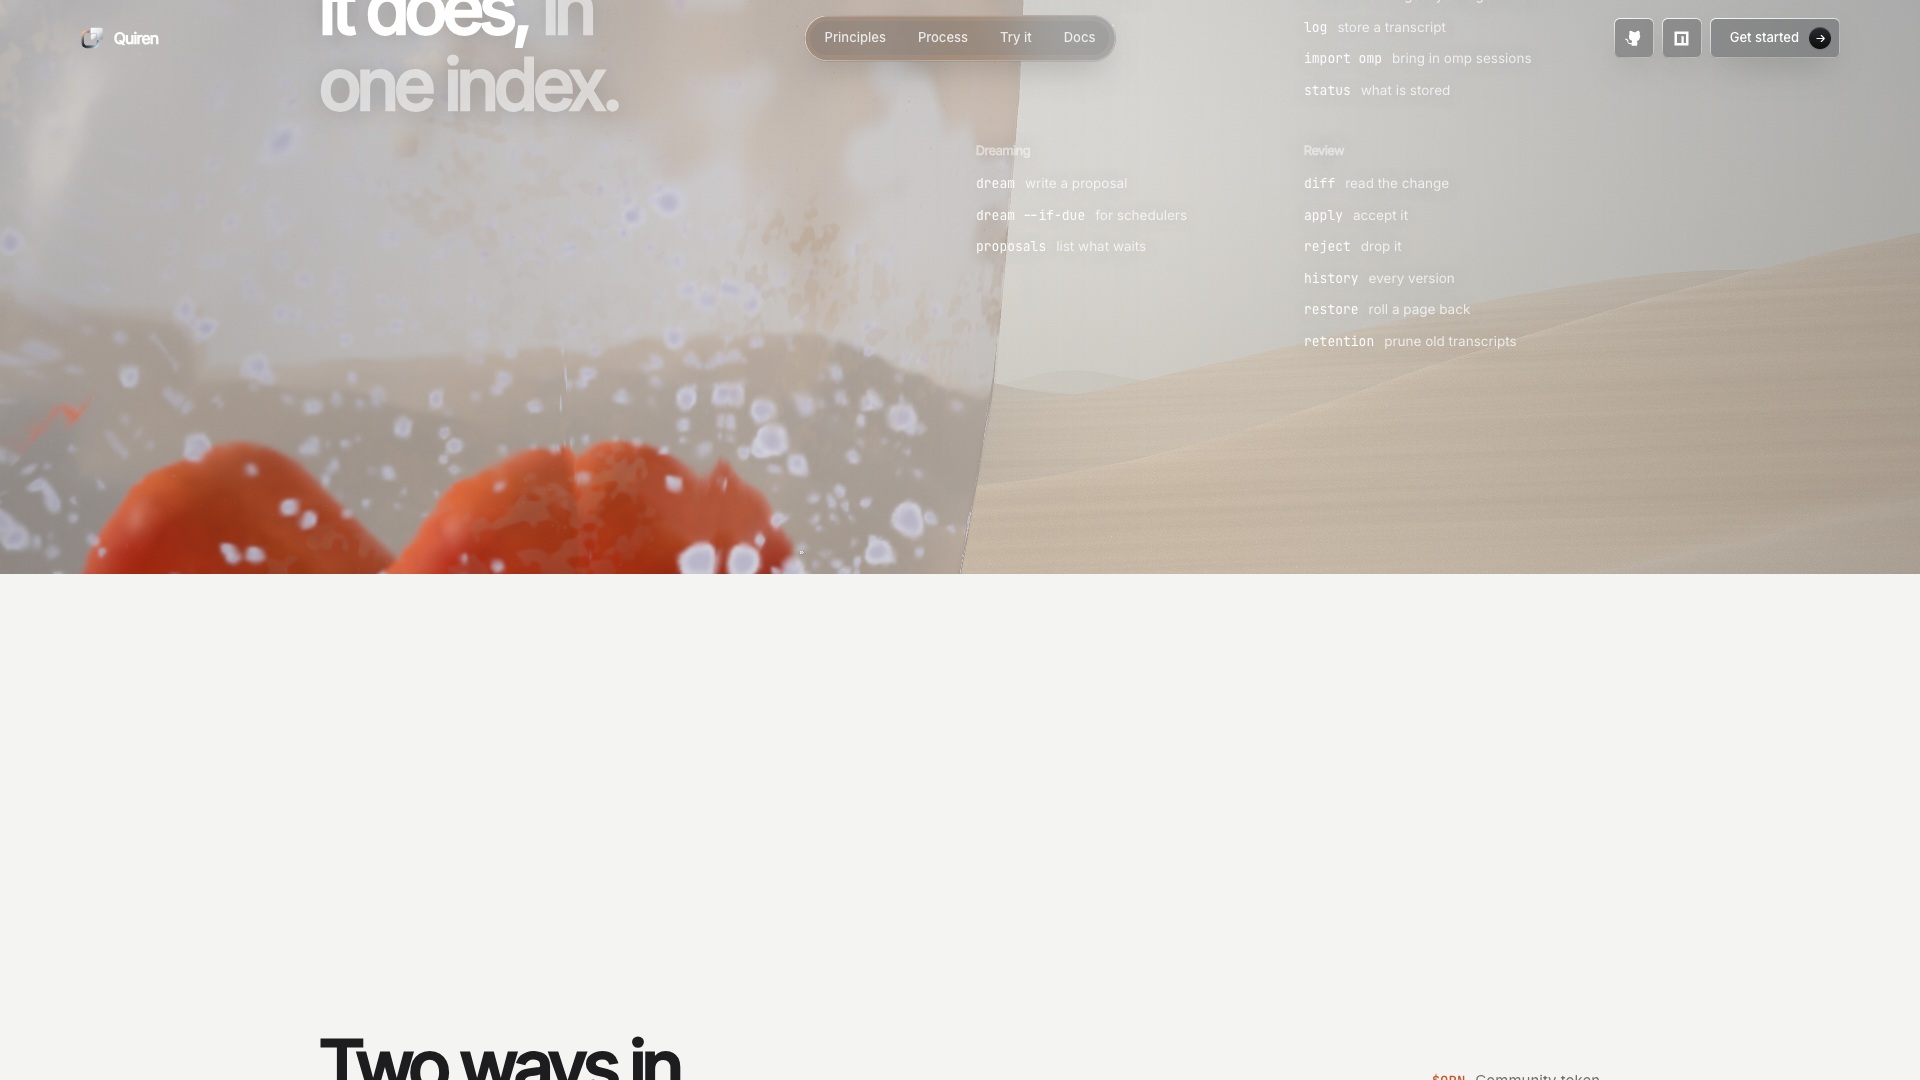 it does, in
one index.
Quiren
Principles
Process
Try it
Docs
Get started
log store a transcript
import omp bring in omp sessions
status what is stored
Dreaming
dream write a proposal
dream --if-due for schedulers
proposals list what waits
Review
diff read the change
apply accept it
reject drop it
history every version
restore roll a page back
retention prune old transcripts
Two ways in
$QRN Community token